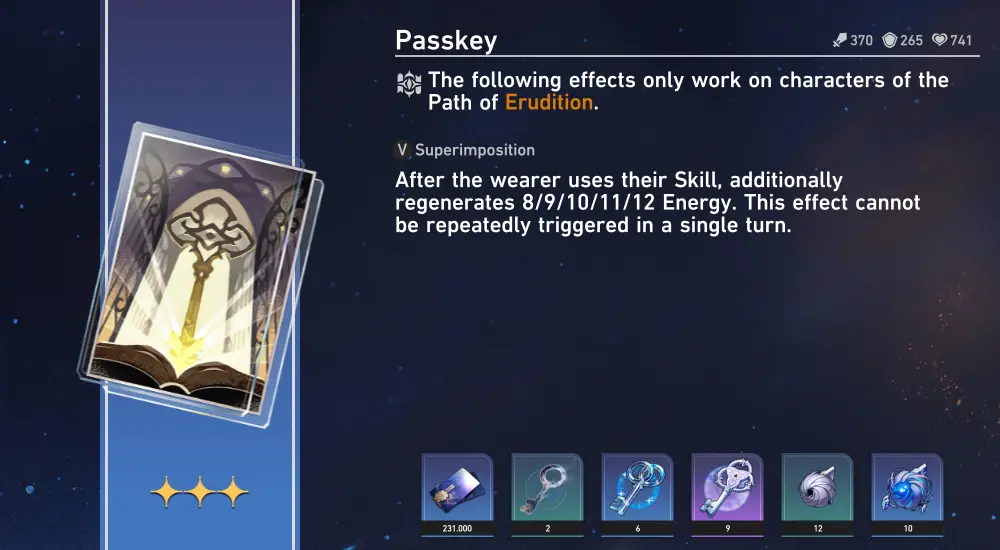 Passkey
370 265 741
The following effects only work on characters of the
Path of Erudition.
V Superimposition
After the wearer uses their Skill, additionally
regenerates 8/9/10/11/12 Energy. This effect cannot
be repeatedly triggered in a single turn.
231.000 2 6 9 12 10